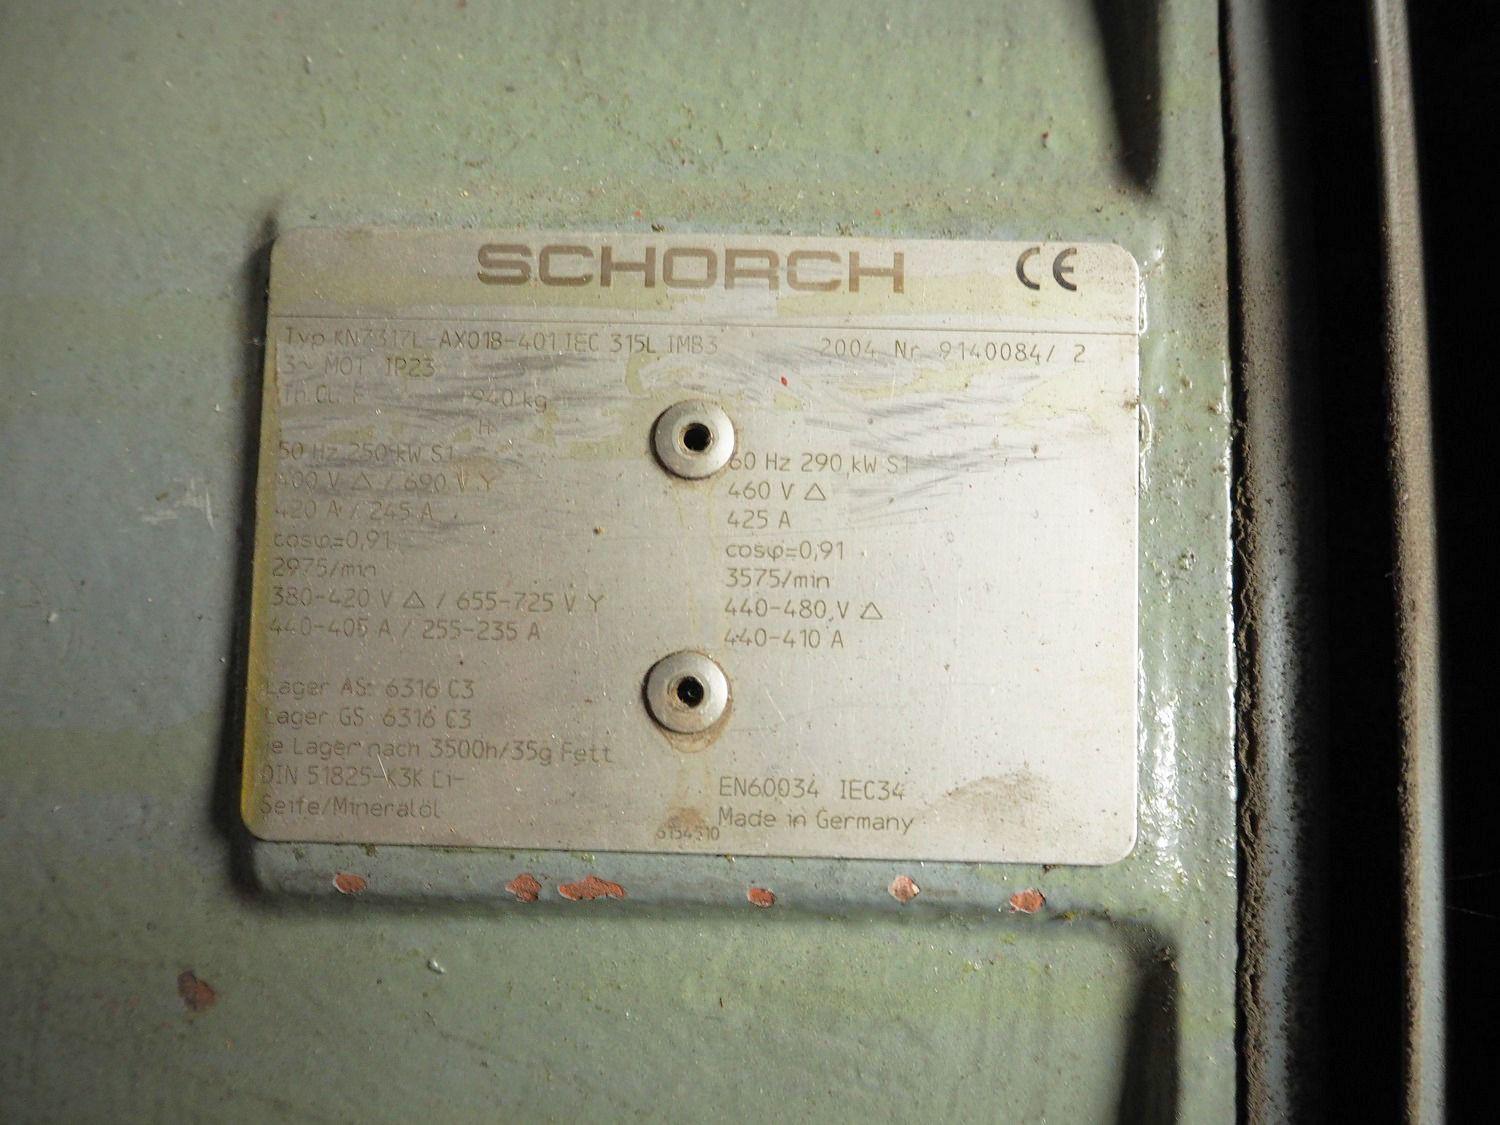 SCHORCH CE
Typ KN7317L-AX01B-401 IEC 315L IMB3 2004 Nr. 9140084/ 2
3~ MOT IP23
Th.Cl. F 940 kg
H
50 Hz 250 kW S1
400 V △ / 690 V Y
420 A / 245 A
cosφ=0,91
2975/min
380-420 V △ / 655-725 V Y
440-405 A / 255-235 A
60 Hz 290 kW S1
460 V △
425 A
cosφ=0,91
3575/min
440-480 V △
440-410 A
Lager AS: 6316 C3
Lager GS: 6316 C3
je Lager nach 3500h/35g Fett
DIN 51825-K3K Li-
Seife/Mineralöl
EN60034 IEC34
Made in Germany